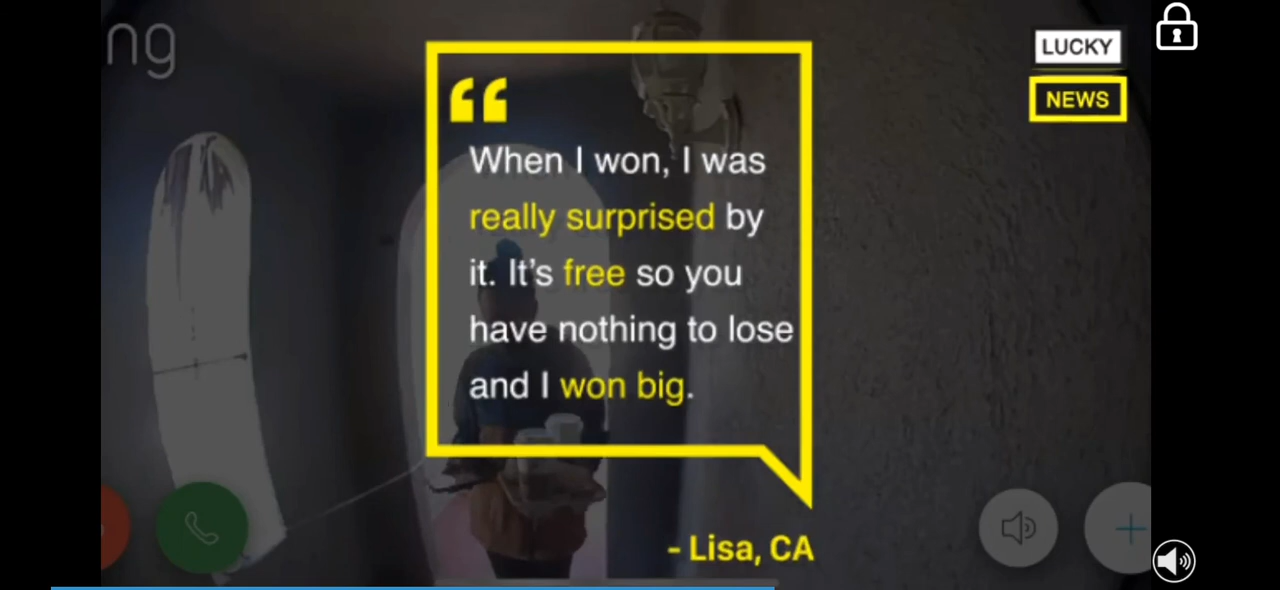 ng
LUCKY
NEWS
“
When I won, I was
really surprised by
it. It’s free so you
have nothing to lose
and I won big.
- Lisa, CA